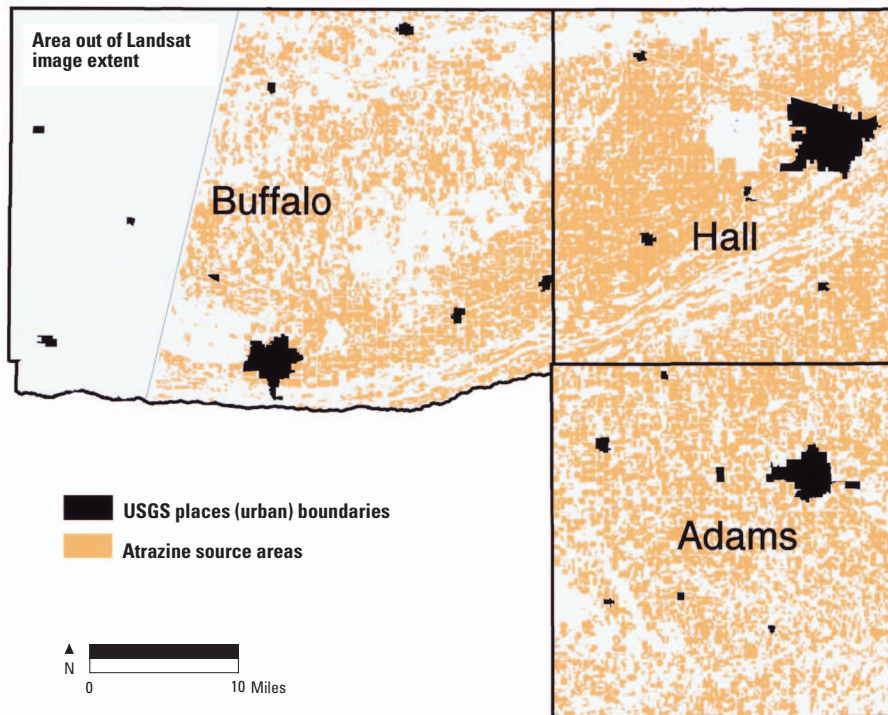 Area out of Landsat
image extent
Buffalo
Hall
Adams
USGS places (urban) boundaries
Atrazine source areas
N
0 10 Miles